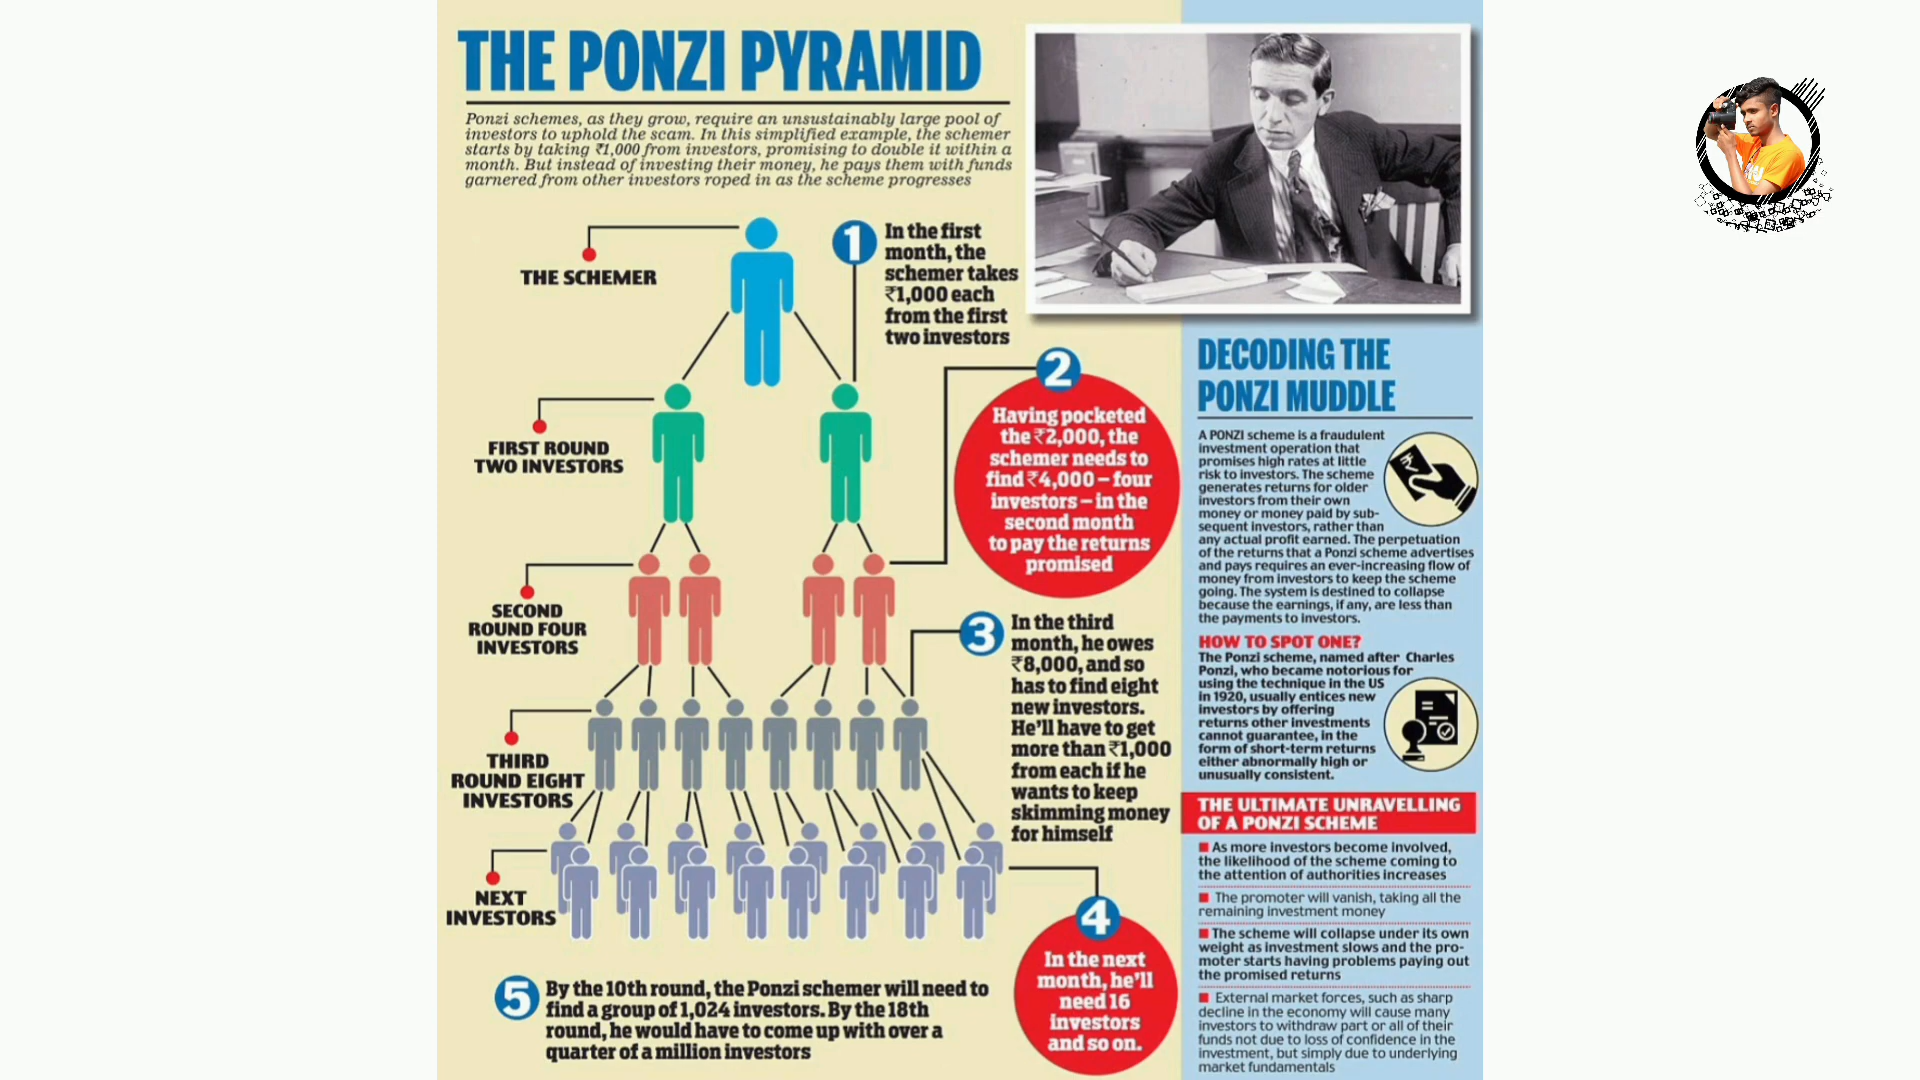 THE PONZI PYRAMID
Ponzi schemes, as they grow, require an unsustainably large pool of
investors to uphold the scam. In this simplified example, the schemer
starts by taking ₹1,000 from investors, promising to double it within a
month. But instead of investing their money, he pays them with funds
garnered from other investors roped in as the scheme progresses
THE SCHEMER
1
In the first
month, the
schemer takes
₹1,000 each
from the first
two investors
FIRST ROUND
TWO INVESTORS
2
Having pocketed
the ₹2,000, the
schemer needs to
find ₹4,000 – four
investors – in the
second month
to pay the returns
promised
SECOND
ROUND FOUR
INVESTORS
3
In the third
month, he owes
₹8,000, and so
has to find eight
new investors.
He'll have to get
more than ₹1,000
from each if he
wants to keep
skimming money
for himself
THIRD
ROUND EIGHT
INVESTORS
NEXT
INVESTORS
4
In the next
month, he'll
need 16
investors
and so on.
5
By the 10th round, the Ponzi schemer will need to
find a group of 1,024 investors. By the 18th
round, he would have to come up with over a
quarter of a million investors
DECODING THE
PONZI MUDDLE
A PONZI scheme is a fraudulent
investment operation that
promises high rates at little
risk to investors. The scheme
generates returns for older
investors from their own
money or money paid by sub-
sequent investors, rather than
any actual profit earned. The perpetuation
of the returns that a Ponzi scheme advertises
and pays requires an ever-increasing flow of
money from investors to keep the scheme
going. The system is destined to collapse
because the earnings, if any, are less than
the payments to investors.
₹
HOW TO SPOT ONE?
The Ponzi scheme, named after Charles
Ponzi, who became notorious for
using the technique in the US
in 1920, usually entices new
investors by offering
returns other investments
cannot guarantee, in the
form of short-term returns
either abnormally high or
unusually consistent.
THE ULTIMATE UNRAVELLING
OF A PONZI SCHEME
As more investors become involved,
the likelihood of the scheme coming to
the attention of authorities increases
The promoter will vanish, taking all the
remaining investment money
The scheme will collapse under its own
weight as investment slows and the pro-
moter starts having problems paying out
the promised returns
External market forces, such as sharp
decline in the economy will cause many
investors to withdraw part or all of their
funds not due to loss of confidence in the
investment, but simply due to underlying
market fundamentals